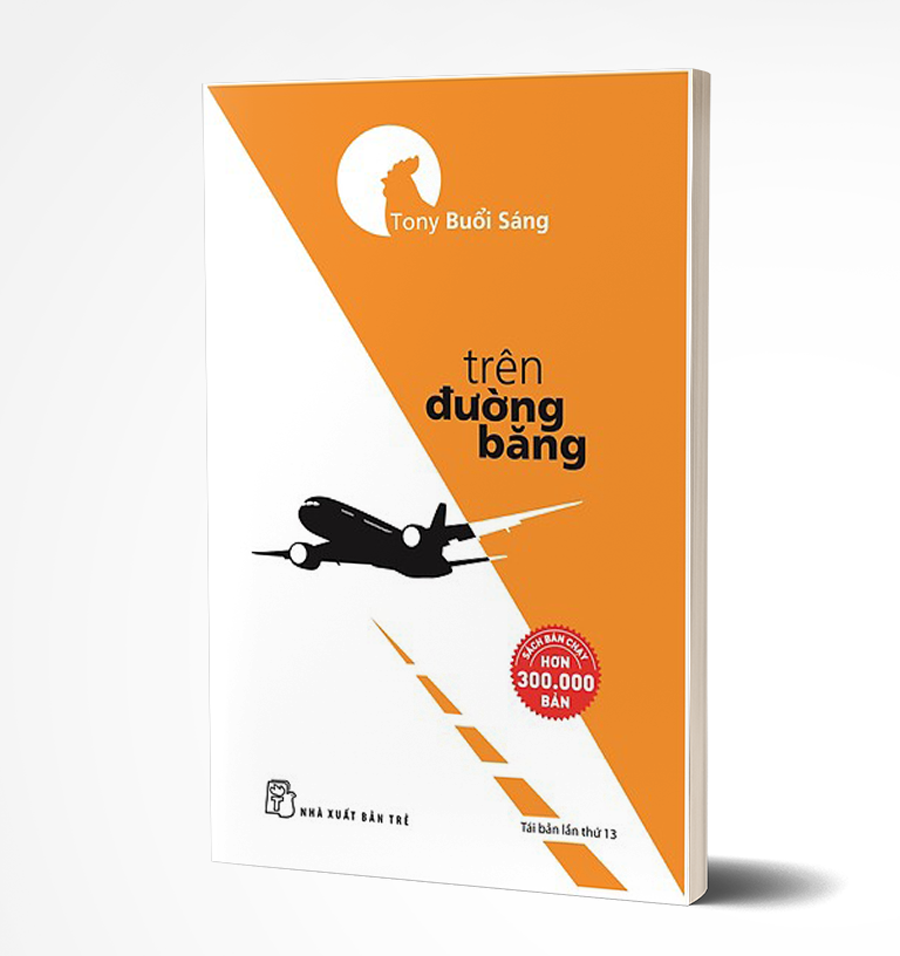 Tony Buổi Sáng
trên
đường
băng
SÁCH BÁN CHẠY
HƠN
300.000
BẢN
NHÀ XUẤT BẢN TRẺ
T
Tái bản lần thứ 13